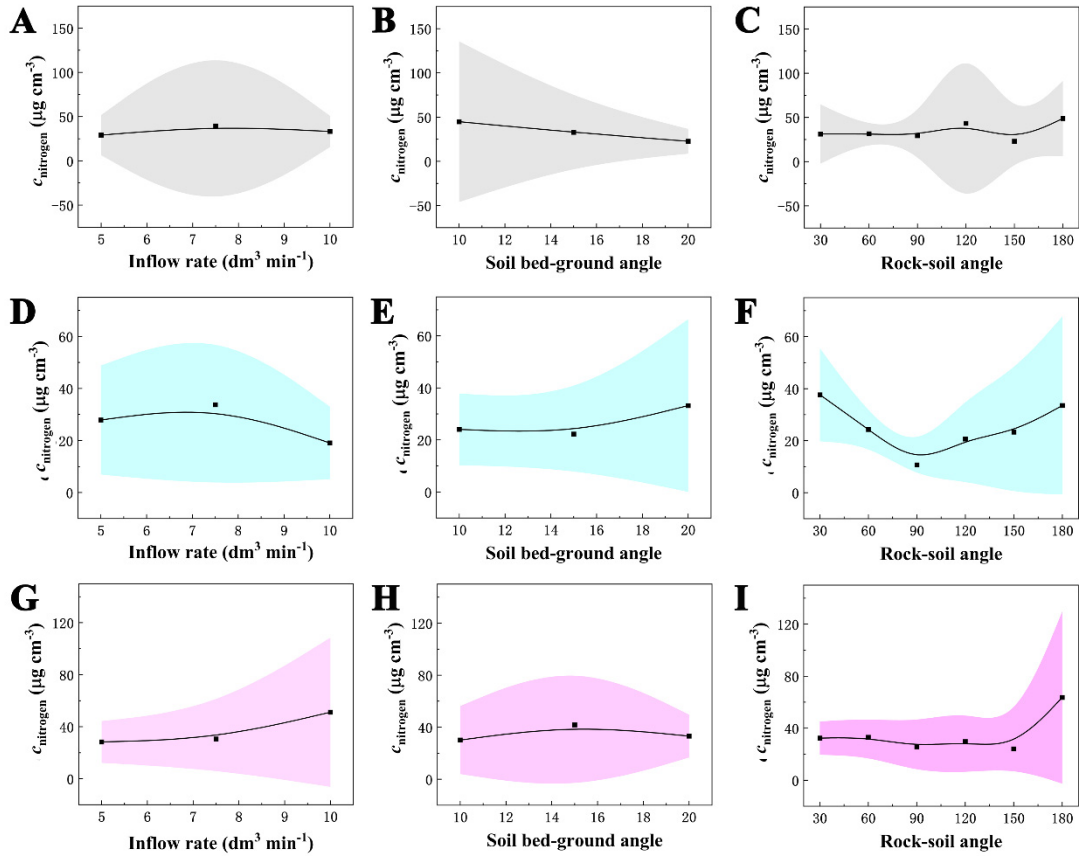 A
c_nitrogen (μg cm⁻³)
150
100
50
0
−50
5 6 7 8 9 10
Inflow rate (dm³ min⁻¹)
B
c_nitrogen (μg cm⁻³)
150
100
50
0
−50
10 12 14 16 18 20
Soil bed-ground angle
C
c_nitrogen (μg cm⁻³)
150
100
50
0
−50
30 60 90 120 150 180
Rock-soil angle
D
c_nitrogen (μg cm⁻³)
60
40
20
0
5 6 7 8 9 10
Inflow rate (dm³ min⁻¹)
E
c_nitrogen (μg cm⁻³)
60
40
20
0
10 12 14 16 18 20
Soil bed-ground angle
F
c_nitrogen (μg cm⁻³)
60
40
20
0
30 60 90 120 150 180
Rock-soil angle
G
c_nitrogen (μg cm⁻³)
120
80
40
0
5 6 7 8 9 10
Inflow rate (dm³ min⁻¹)
H
c_nitrogen (μg cm⁻³)
120
80
40
0
10 12 14 16 18 20
Soil bed-ground angle
I
c_nitrogen (μg cm⁻³)
120
80
40
0
30 60 90 120 150 180
Rock-soil angle